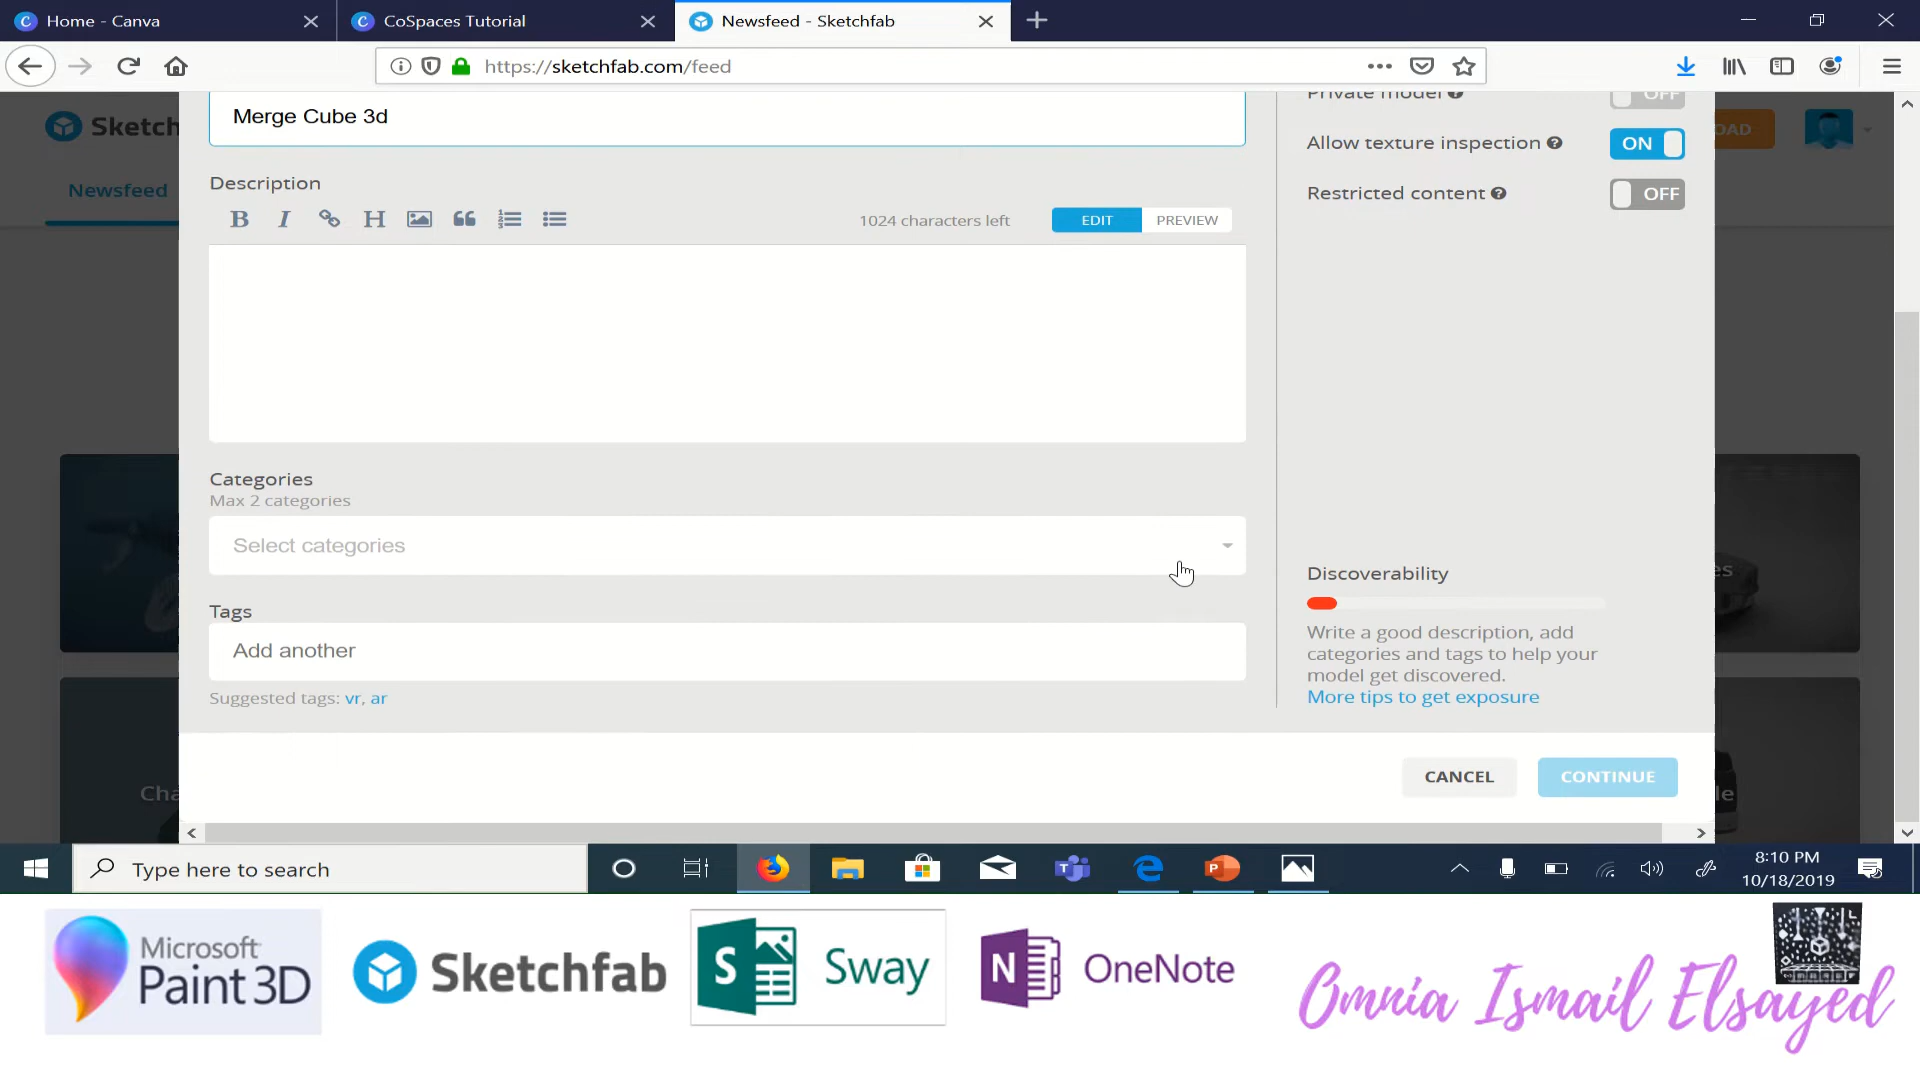 Home - Canva
CoSpaces Tutorial
Newsfeed - Sketchfab
https://sketchfab.com/feed
Sketch
Newsfeed
Merge Cube 3d
Private model
OFF
Allow texture inspection
ON
Restricted content
OFF
Description
B I H
1024 characters left
EDIT
PREVIEW
Categories
Max 2 categories
Select categories
Tags
Add another
Suggested tags: vr, ar
Discoverability
Write a good description, add
categories and tags to help your
model get discovered.
More tips to get exposure
CANCEL
CONTINUE
Type here to search
8:10 PM
10/18/2019
Microsoft
Paint 3D
Sketchfab
S Sway
N OneNote
Omnia Ismail Elsayed